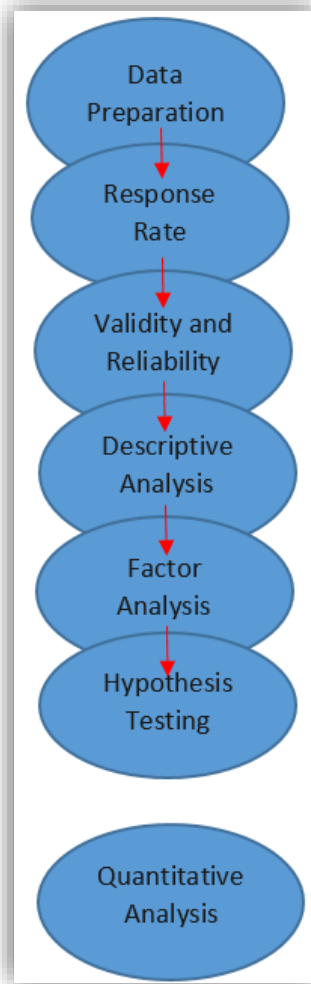 Data
Preparation
Response
Rate
Validity and
Reliability
Descriptive
Analysis
Factor
Analysis
Hypothesis
Testing
Quantitative
Analysis